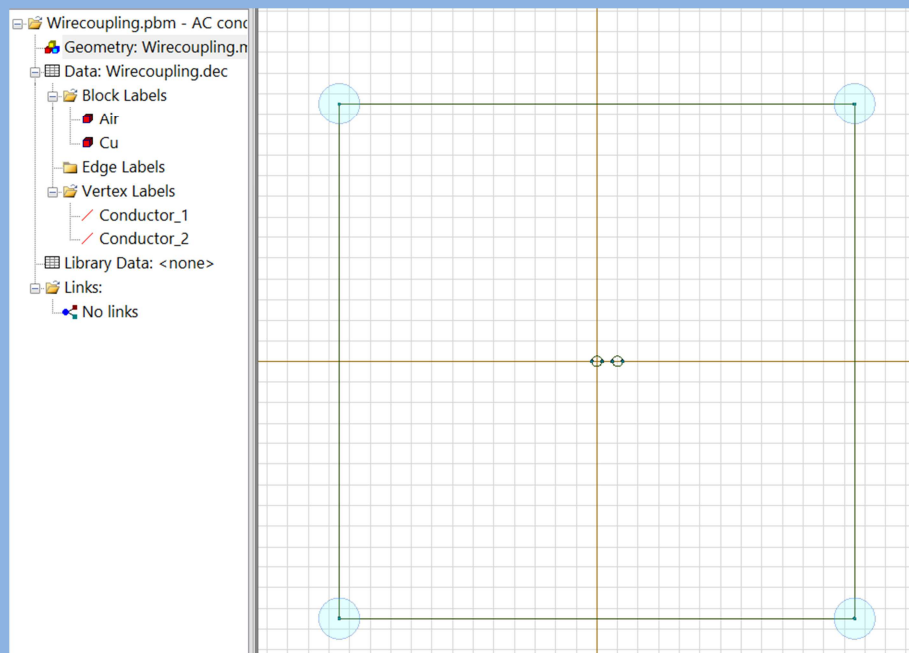 Wirecoupling.pbm - AC cond
Geometry: Wirecoupling.m
Data: Wirecoupling.dec
Block Labels
Air
Cu
Edge Labels
Vertex Labels
Conductor_1
Conductor_2
Library Data: <none>
Links:
No links